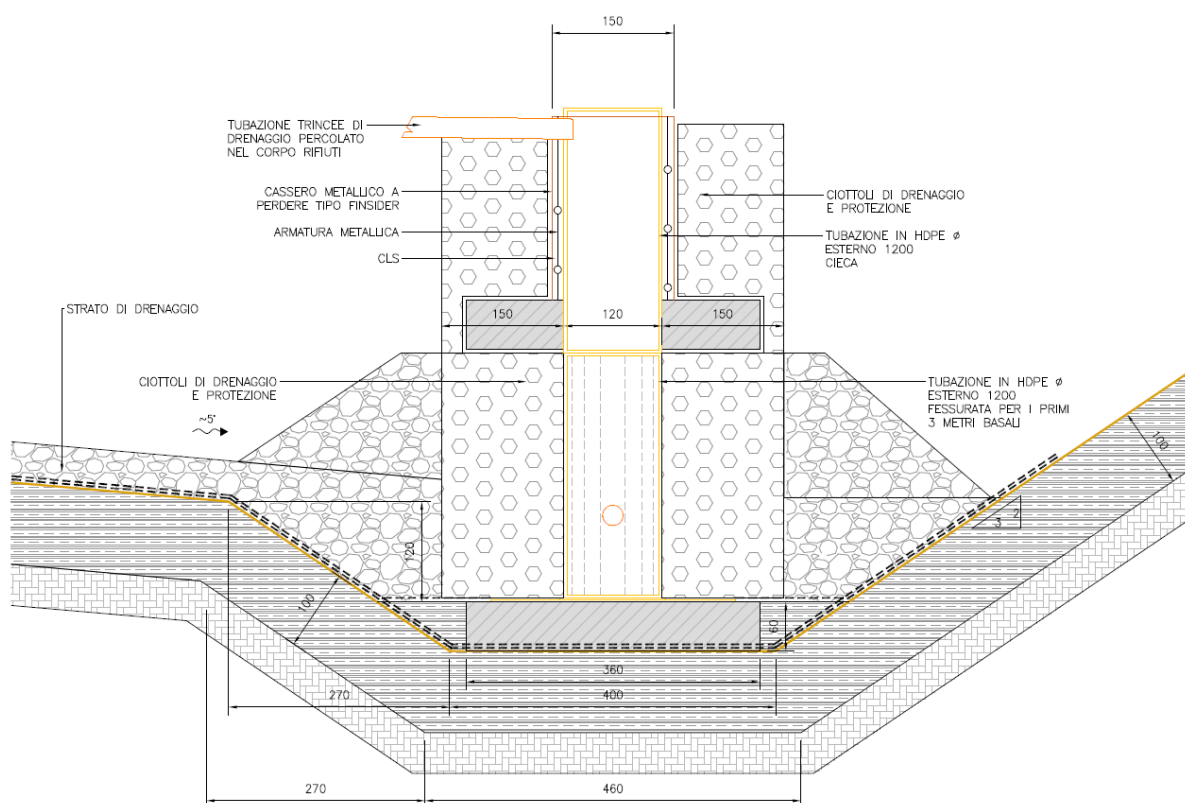 150
TUBAZIONE TRINCEE DI
DRENAGGIO PERCOLATO
NEL CORPO RIFIUTI
CASSERO METALLICO A
PERDERE TIPO FINSIDER
ARMATURA METALLICA
CLS
CIOTTOLI DI DRENAGGIO
E PROTEZIONE
TUBAZIONE IN HDPE Ø
ESTERNO 1200
CIECA
STRATO DI DRENAGGIO
150
120
150
CIOTTOLI DI DRENAGGIO
E PROTEZIONE
~5°
TUBAZIONE IN HDPE Ø
ESTERNO 1200
FESSURATA PER I PRIMI
3 METRI BASALI
100
2
3
120
100
60
360
270
400
270
460